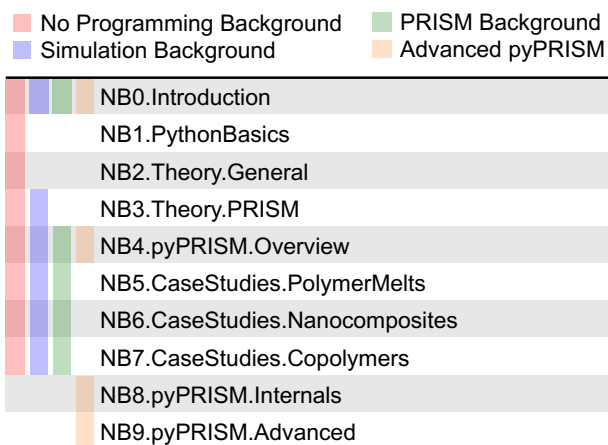 No Programming Background
PRISM Background
Simulation Background
Advanced pyPRISM
NB0.Introduction
NB1.PythonBasics
NB2.Theory.General
NB3.Theory.PRISM
NB4.pyPRISM.Overview
NB5.CaseStudies.PolymerMelts
NB6.CaseStudies.Nanocomposites
NB7.CaseStudies.Copolymers
NB8.pyPRISM.Internals
NB9.pyPRISM.Advanced